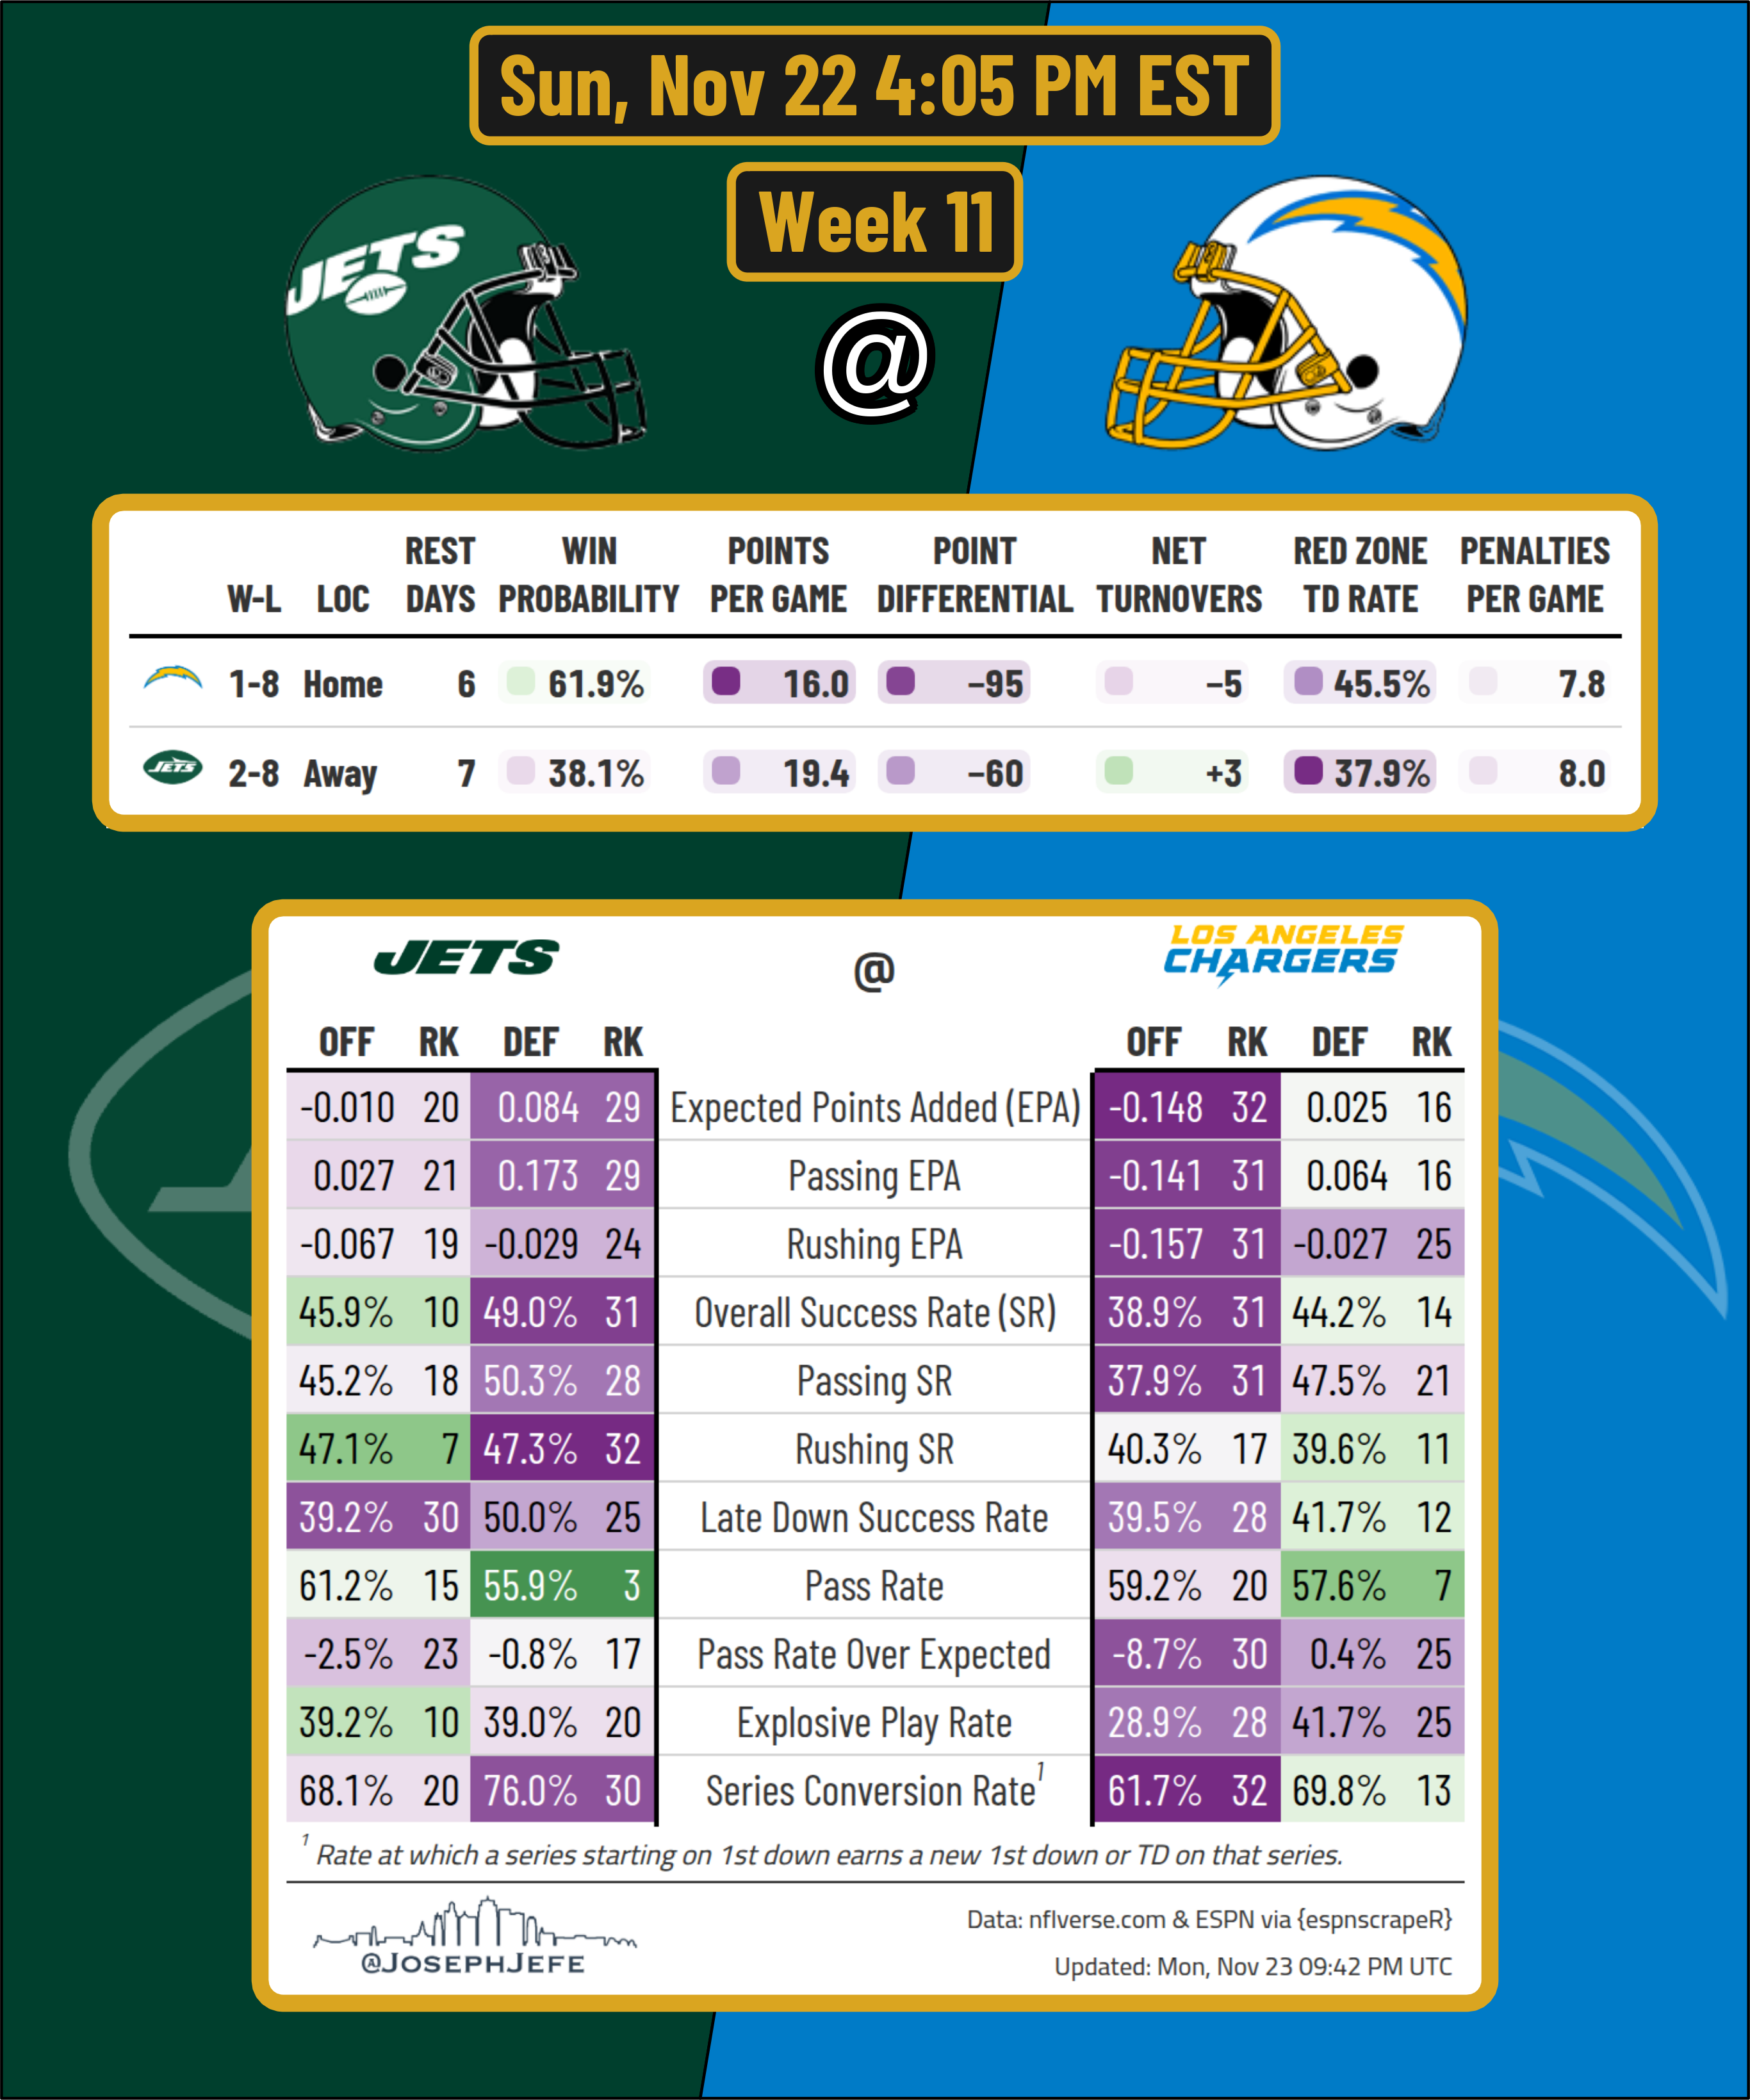 Sun, Nov 22 4:05 PM EST
Week 11
JETS
@
REST WIN POINTS POINT NET RED ZONE PENALTIES
W-L LOC DAYS PROBABILITY PER GAME DIFFERENTIAL TURNOVERS TD RATE PER GAME
1-8 Home 6 61.9% 16.0 −95 −5 45.5% 7.8
JETS 2-8 Away 7 38.1% 19.4 −60 +3 37.9% 8.0
JETS @ LOS ANGELES
CHARGERS
OFF RK DEF RK OFF RK DEF RK
-0.010 20 0.084 29 Expected Points Added (EPA) -0.148 32 0.025 16
0.027 21 0.173 29 Passing EPA -0.141 31 0.064 16
-0.067 19 -0.029 24 Rushing EPA -0.157 31 -0.027 25
45.9% 10 49.0% 31 Overall Success Rate (SR) 38.9% 31 44.2% 14
45.2% 18 50.3% 28 Passing SR 37.9% 31 47.5% 21
47.1% 7 47.3% 32 Rushing SR 40.3% 17 39.6% 11
39.2% 30 50.0% 25 Late Down Success Rate 39.5% 28 41.7% 12
61.2% 15 55.9% 3 Pass Rate 59.2% 20 57.6% 7
-2.5% 23 -0.8% 17 Pass Rate Over Expected -8.7% 30 0.4% 25
39.2% 10 39.0% 20 Explosive Play Rate 28.9% 28 41.7% 25
68.1% 20 76.0% 30 Series Conversion Rate1 61.7% 32 69.8% 13
1 Rate at which a series starting on 1st down earns a new 1st down or TD on that series.
@JOSEPHJEFE
Data: nflverse.com & ESPN via {espnscrapeR}
Updated: Mon, Nov 23 09:42 PM UTC